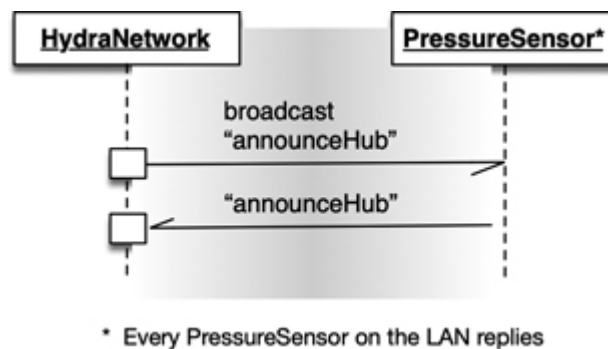 HydraNetwork
PressureSensor*
broadcast
“announceHub”
“announceHub”
* Every PressureSensor on the LAN replies